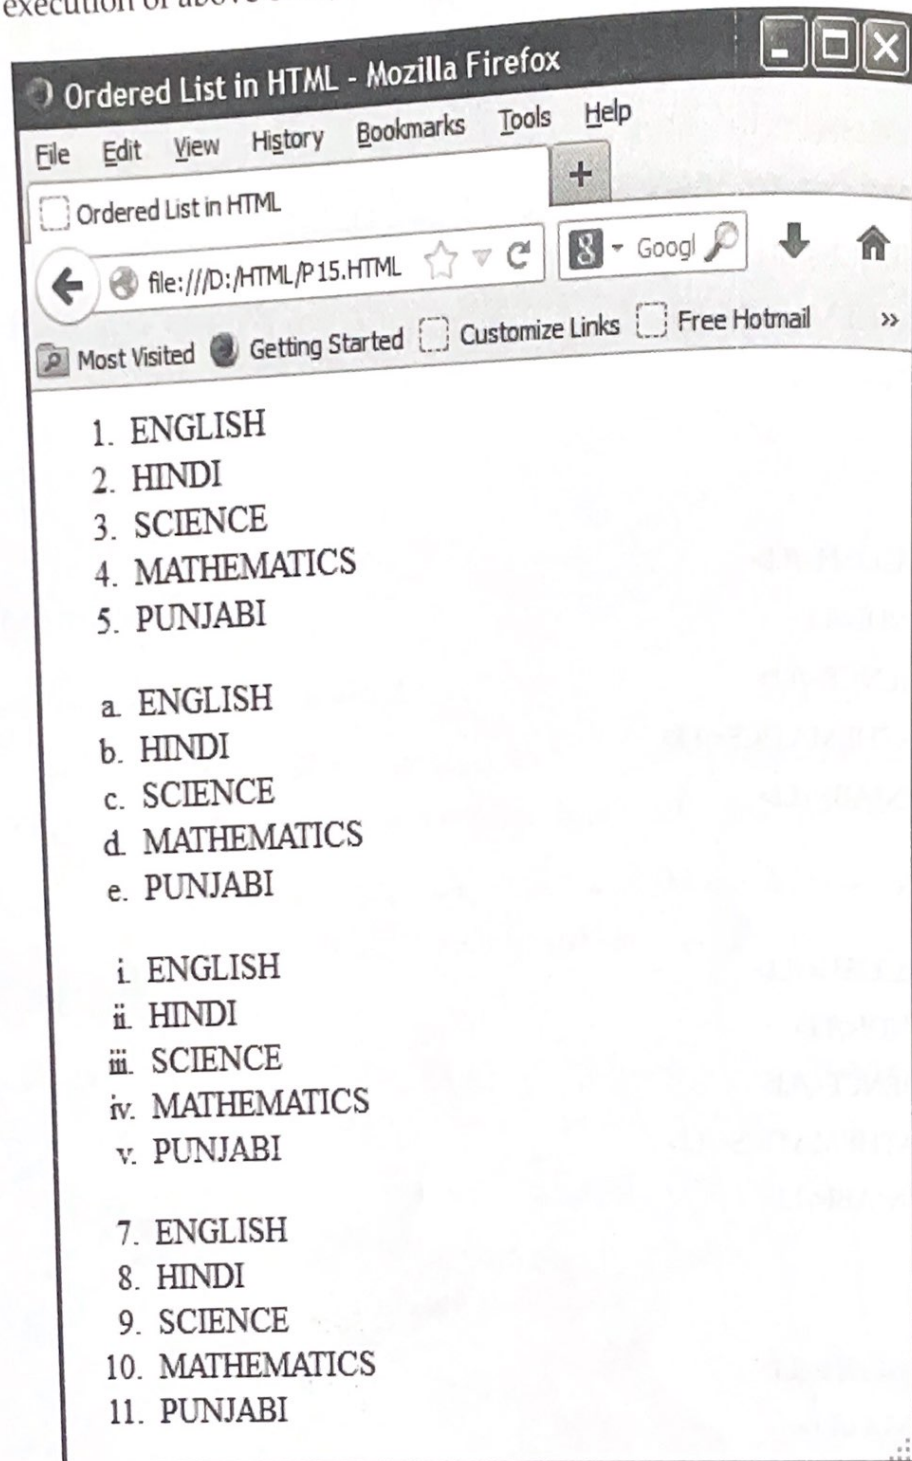 execution of above
Ordered List in HTML - Mozilla Firefox
File Edit View History Bookmarks Tools Help
Ordered List in HTML
+
file:///D:/HTML/P15.HTML
8 Googl
Most Visited Getting Started Customize Links Free Hotmail »
1. ENGLISH
2. HINDI
3. SCIENCE
4. MATHEMATICS
5. PUNJABI
a. ENGLISH
b. HINDI
c. SCIENCE
d. MATHEMATICS
e. PUNJABI
i. ENGLISH
ii. HINDI
iii. SCIENCE
iv. MATHEMATICS
v. PUNJABI
7. ENGLISH
8. HINDI
9. SCIENCE
10. MATHEMATICS
11. PUNJABI